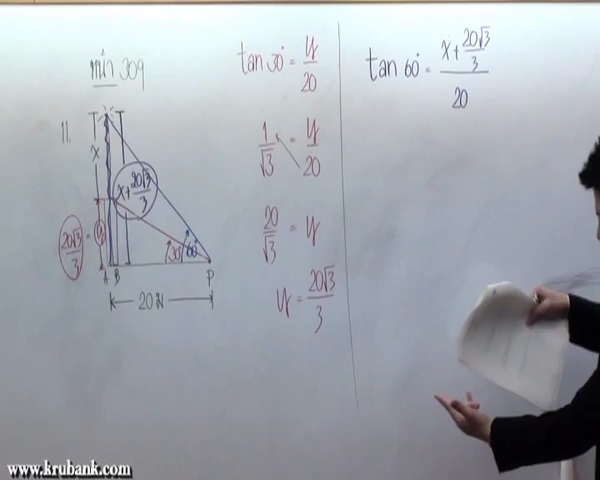 หน้า 309
11.
x
x + 20√3/3
20√3/3 = y
30° 60°
A B P
20 ม
tan 30° = y/20
1/√3 = y/20
20/√3 = y
y = 20√3/3
tan 60° = (x + 20√3/3)/20
www.krubank.com